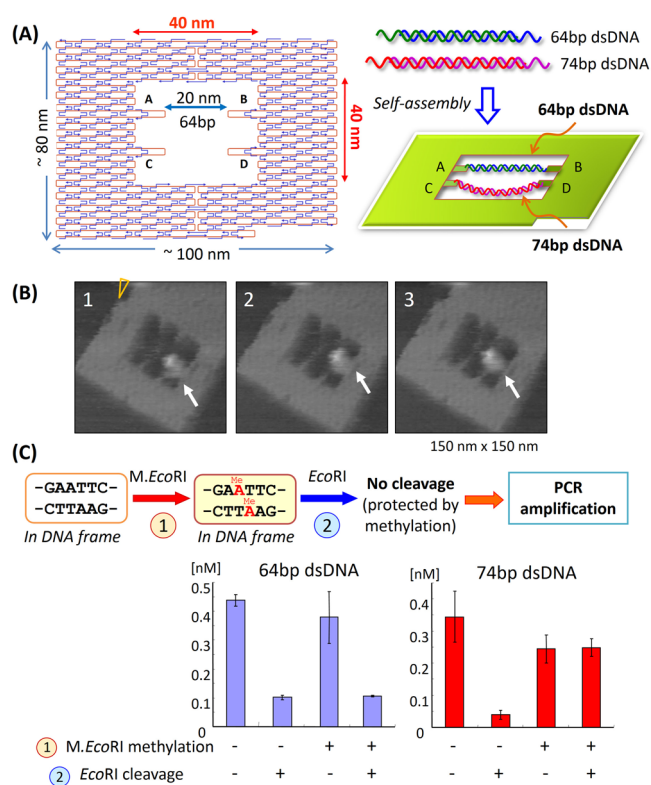 (A)
40 nm
A
B
20 nm
64bp
C
D
40 nm
~ 80 nm
~ 100 nm
64bp dsDNA
74bp dsDNA
Self-assembly
64bp dsDNA
A
B
C
D
74bp dsDNA
(B)
1
2
3
150 nm x 150 nm
(C)
-GAATTC-
-CTTAAG-
In DNA frame
M.EcoRI
1
Me
-GAATTC-
Me
-CTTAAG-
In DNA frame
EcoRI
2
No cleavage
(protected by
methylation)
PCR
amplification
[nM]
64bp dsDNA
0.5
0.4
0.3
0.2
0.1
0
[nM]
74bp dsDNA
0.4
0.3
0.2
0.1
0
1 M.EcoRI methylation - - + + - - + +
2 EcoRI cleavage - + - + - + - +